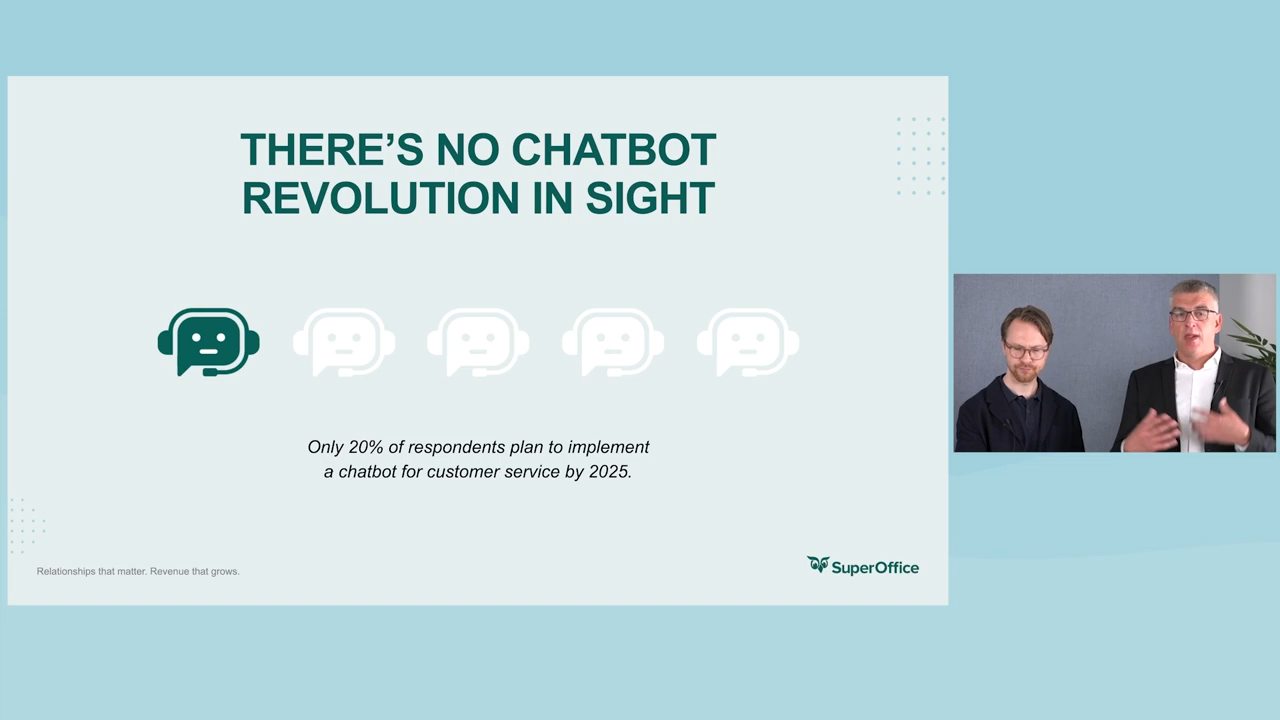 THERE’S NO CHATBOT
REVOLUTION IN SIGHT
Only 20% of respondents plan to implement
a chatbot for customer service by 2025.
Relationships that matter. Revenue that grows.
SuperOffice